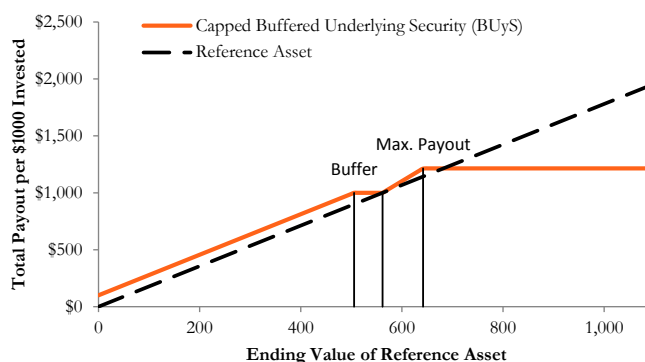 $2,500
Capped Buffered Underlying Security (BUyS)
Reference Asset
$2,000
$1,500
Max. Payout
Buffer
$1,000
$500
$0
0
200
400
600
800
1,000
Total Payout per $1000 Invested
Ending Value of Reference Asset